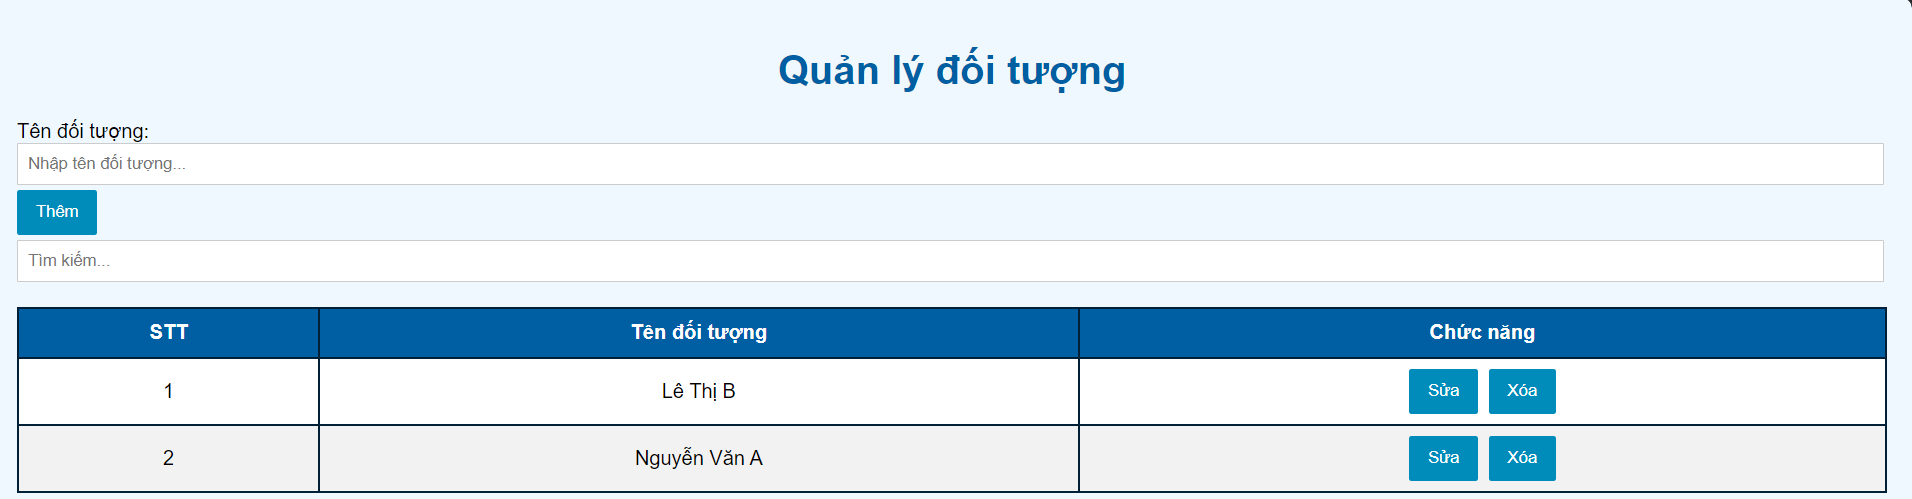 Quản lý đối tượng
Tên đối tượng:
Nhập tên đối tượng...
Thêm
Tìm kiếm...
STT Tên đối tượng Chức năng
1 Lê Thị B Sửa Xóa
2 Nguyễn Văn A Sửa Xóa